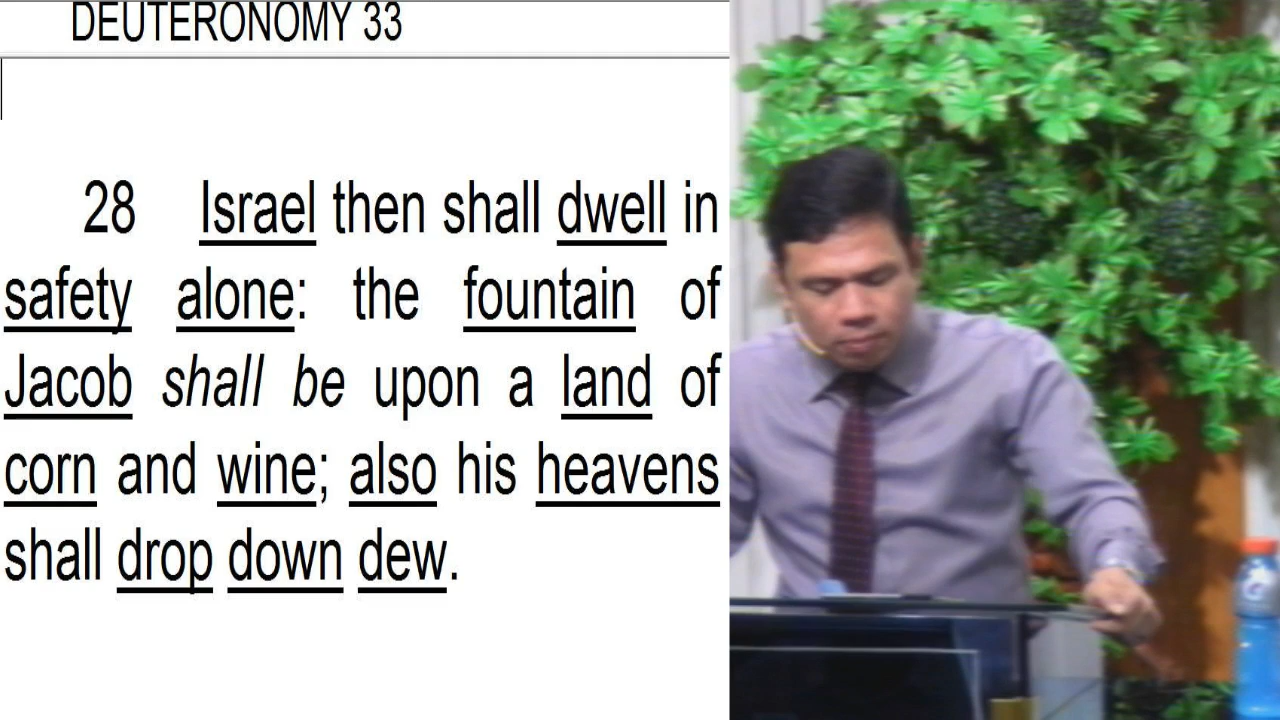 DEUTERONOMY 33
28 Israel then shall dwell in
safety alone: the fountain of
Jacob shall be upon a land of
corn and wine; also his heavens
shall drop down dew.